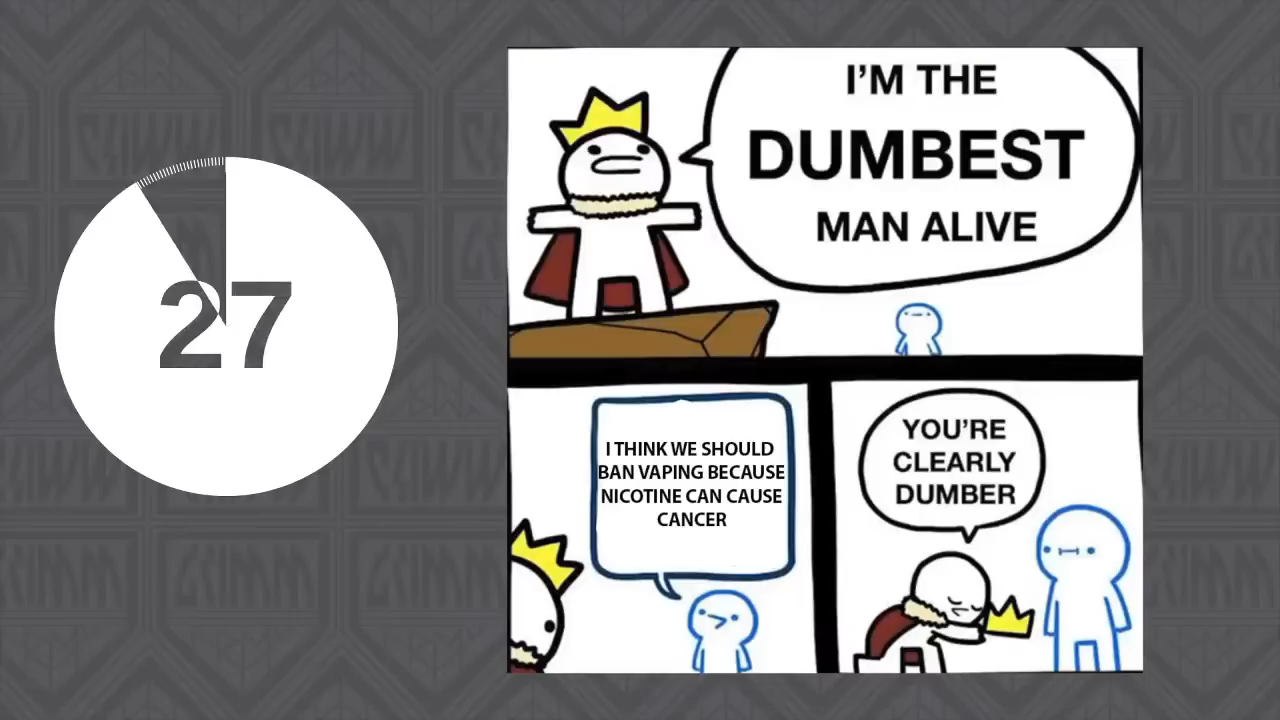 27
I'M THE
DUMBEST
MAN ALIVE
I THINK WE SHOULD
BAN VAPING BECAUSE
NICOTINE CAN CAUSE
CANCER
YOU'RE
CLEARLY
DUMBER